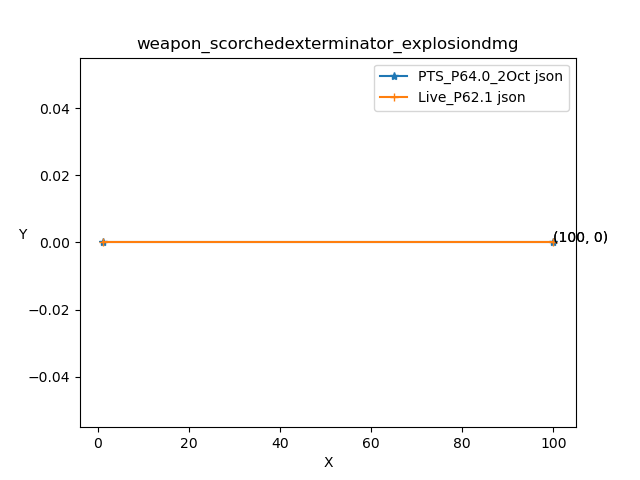 weapon_scorchedexterminator_explosiondmg
PTS_P64.0_2Oct json
Live_P62.1 json
0.04
0.02
0.00
−0.02
−0.04
Y
(100, 0)
0 20 40 60 80 100
X